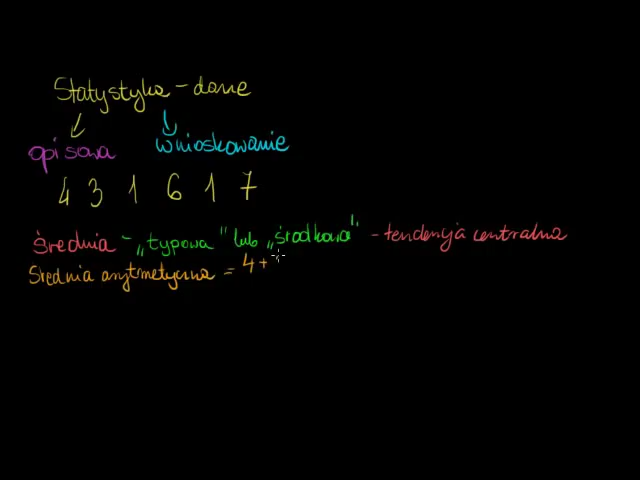 Statystyka - dane
opisowa wnioskowanie
4 3 1 6 1 7
średnia - „typowa" lub „środkowa" - tendencja centralna
Średnia arytmetyczna = 4 +